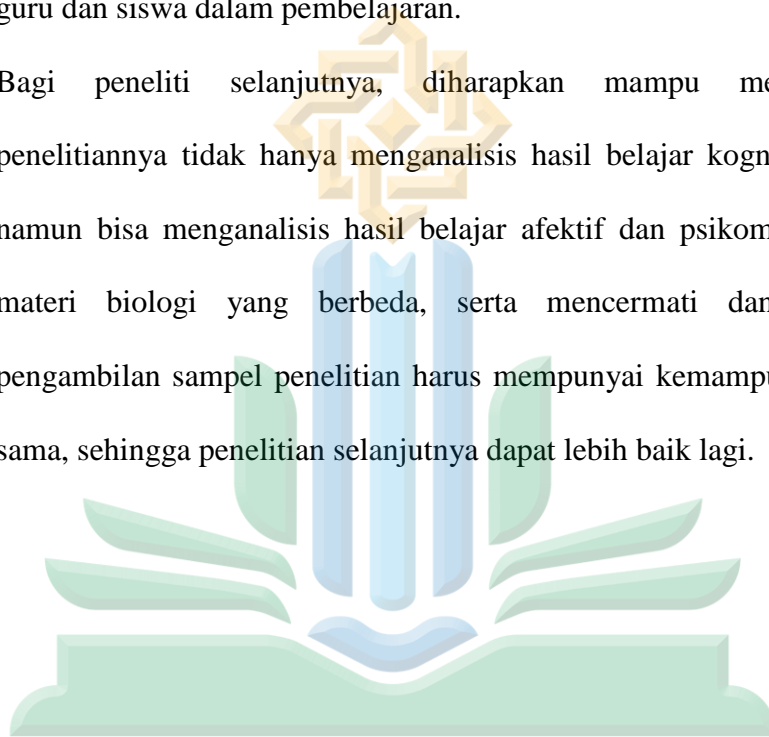 guru dan siswa dalam pembelajaran.
Bagi peneliti selanjutnya, diharapkan mampu me
penelitiannya tidak hanya menganalisis hasil belajar kogn
namun bisa menganalisis hasil belajar afektif dan psikom
materi biologi yang berbeda, serta mencermati dan
pengambilan sampel penelitian harus mempunyai kemampu
sama, sehingga penelitian selanjutnya dapat lebih baik lagi.